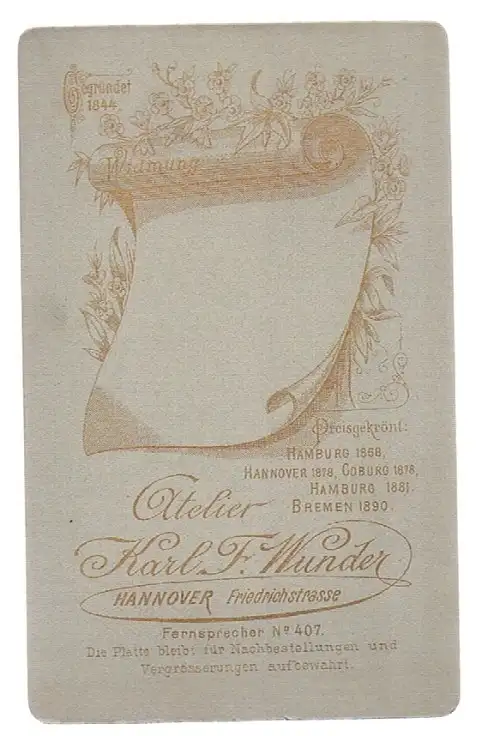 Gegründet
1844.
Widmung
Preisgekrönt:
HAMBURG 1868,
HANNOVER 1878, COBURG 1878,
HAMBURG 1881.
BREMEN 1890.
Atelier
Karl. F. Wunder
HANNOVER Friedrichstrasse
Fernsprecher No 407.
Die Platte bleibt für Nachbestellungen und
Vergrösserungen aufbewahrt.